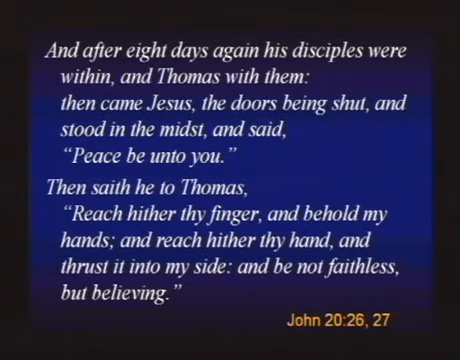 And after eight days again his disciples were
within, and Thomas with them:
then came Jesus, the doors being shut, and
stood in the midst, and said,
“Peace be unto you.”
Then saith he to Thomas,
“Reach hither thy finger, and behold my
hands; and reach hither thy hand, and
thrust it into my side: and be not faithless,
but believing.”
John 20:26, 27